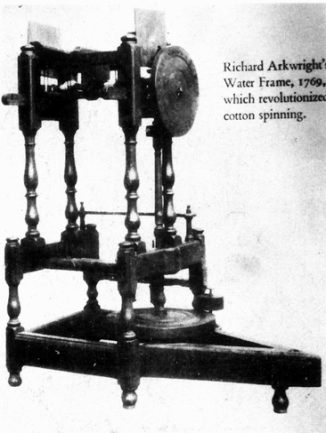 Richard Arkwright's
Water Frame, 1769,
which revolutionized
cotton spinning.